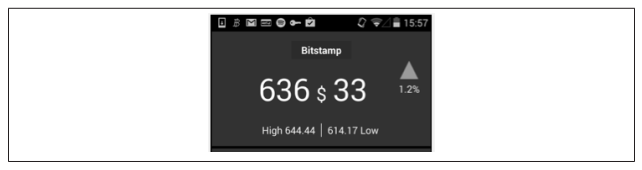 15:57
Bitstamp
636 $ 33
1.2%
High 644.44 | 614.17 Low